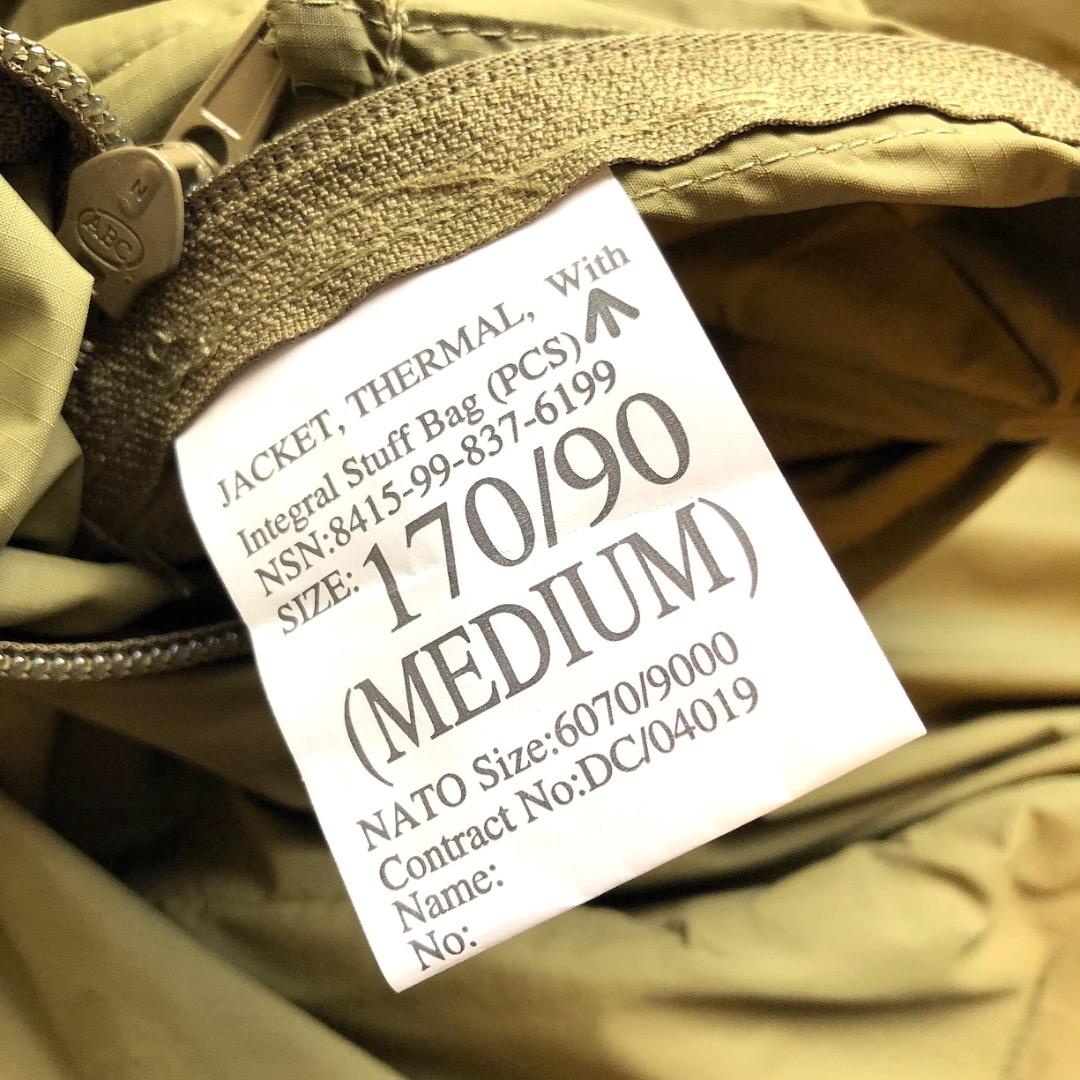 N
ABC
JACKET, THERMAL, With
Integral Stuff Bag (PCS)
NSN:8415-99-837-6199
SIZE: 170/90
(MEDIUM)
NATO Size:6070/9000
Contract No:DC/04019
Name:
No: